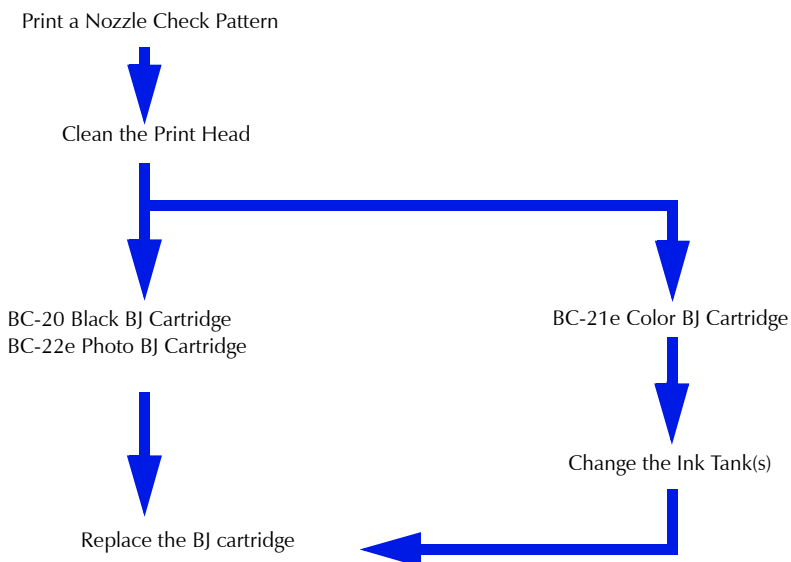 Print a Nozzle Check Pattern
Clean the Print Head
BC-20 Black BJ Cartridge
BC-22e Photo BJ Cartridge
BC-21e Color BJ Cartridge
Change the Ink Tank(s)
Replace the BJ cartridge